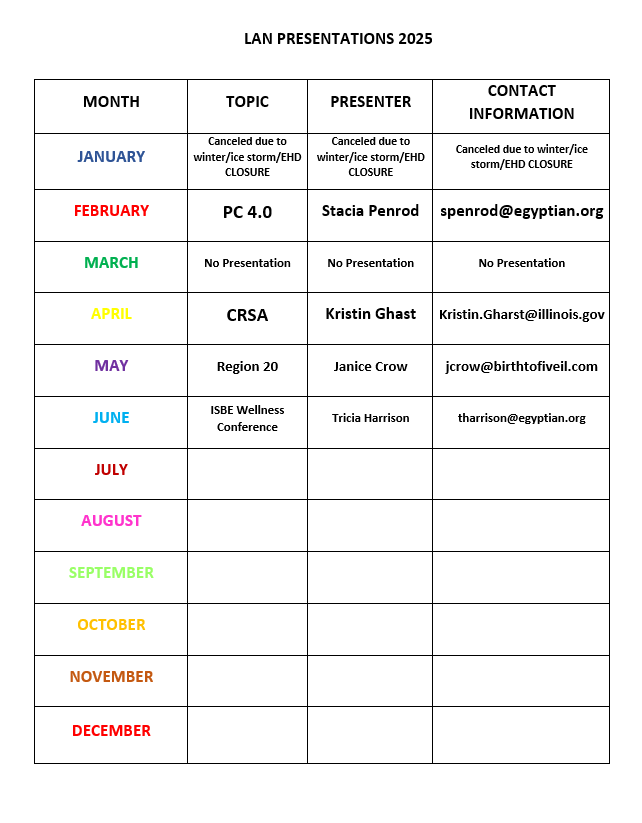 LAN PRESENTATIONS 2025
MONTH
TOPIC
PRESENTER
CONTACT
INFORMATION
JANUARY
Canceled due to
winter/ice storm/EHD
CLOSURE
Canceled due to
winter/ice storm/EHD
CLOSURE
Canceled due to winter/ice
storm/EHD CLOSURE
FEBRUARY
PC 4.0
Stacia Penrod
spenrod@egyptian.org
MARCH
No Presentation
No Presentation
No Presentation
APRIL
CRSA
Kristin Ghast
Kristin.Gharst@illinois.gov
MAY
Region 20
Janice Crow
jcrow@birthtofiveil.com
JUNE
ISBE Wellness
Conference
Tricia Harrison
tharrison@egyptian.org
JULY
AUGUST
SEPTEMBER
OCTOBER
NOVEMBER
DECEMBER